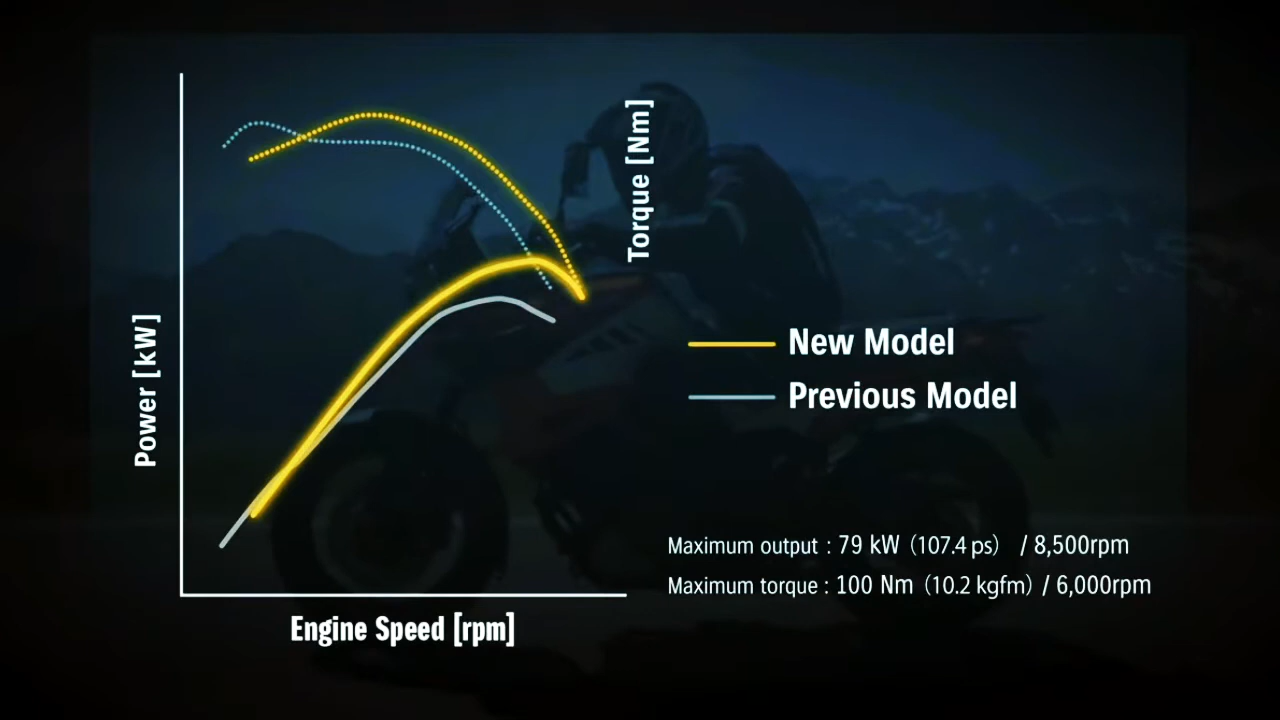 Torque [Nm]
Power [kW]
New Model
Previous Model
Maximum output : 79 kW (107.4 ps) / 8,500rpm
Maximum torque : 100 Nm (10.2 kgfm) / 6,000rpm
Engine Speed [rpm]